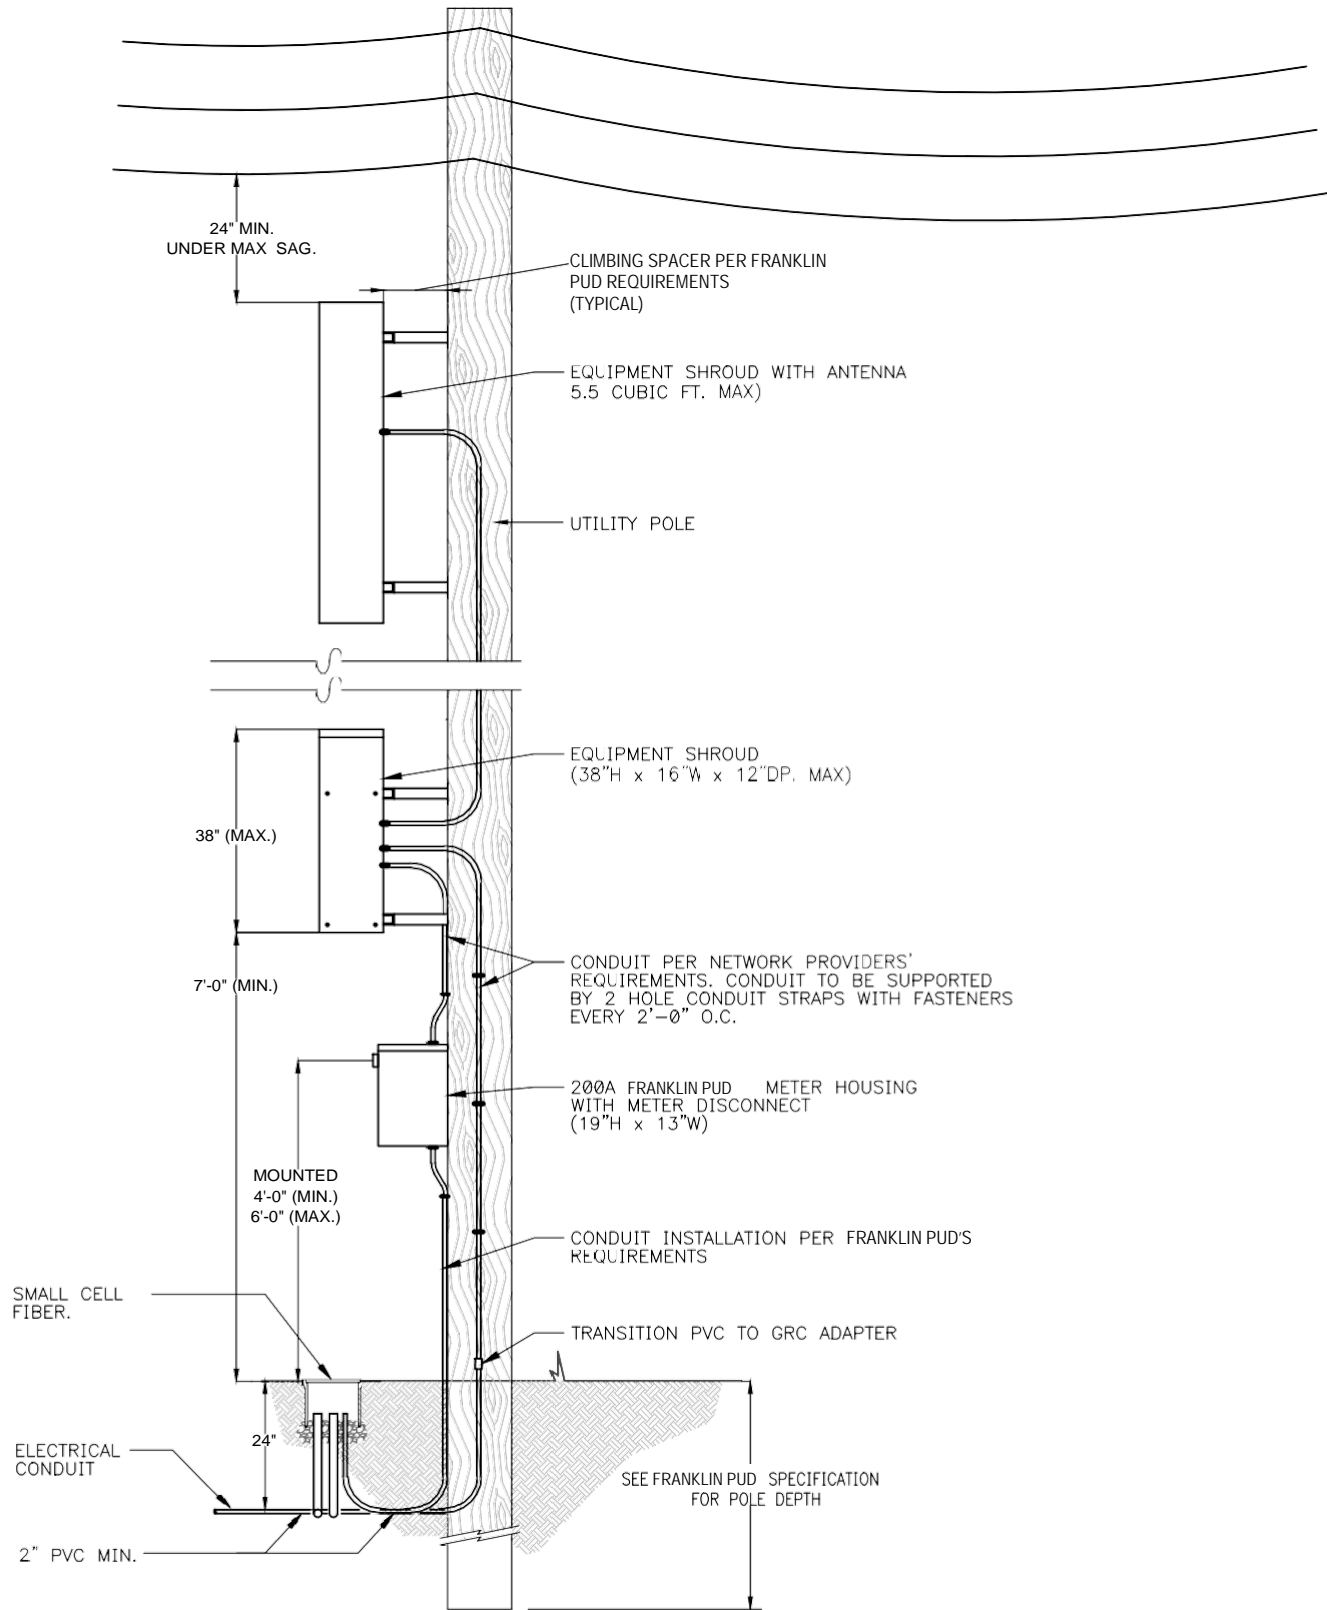 24" MIN.
UNDER MAX SAG.
CLIMBING SPACER PER FRANKLIN
PUD REQUIREMENTS
(TYPICAL)
EQUIPMENT SHROUD WITH ANTENNA
5.5 CUBIC FT. MAX)
UTILITY POLE
EQUIPMENT SHROUD
(38"H x 16"W x 12"DP. MAX)
38" (MAX.)
7'-0" (MIN.)
CONDUIT PER NETWORK PROVIDERS'
REQUIREMENTS. CONDUIT TO BE SUPPORTED
BY 2 HOLE CONDUIT STRAPS WITH FASTENERS
EVERY 2'-0" O.C.
200A FRANKLIN PUD METER HOUSING
WITH METER DISCONNECT
(19"H x 13"W)
MOUNTED
4'-0" (MIN.)
6'-0" (MAX.)
CONDUIT INSTALLATION PER FRANKLIN PUD'S
REQUIREMENTS
SMALL CELL
FIBER.
TRANSITION PVC TO GRC ADAPTER
24"
ELECTRICAL
CONDUIT
SEE FRANKLIN PUD SPECIFICATION
FOR POLE DEPTH
2" PVC MIN.